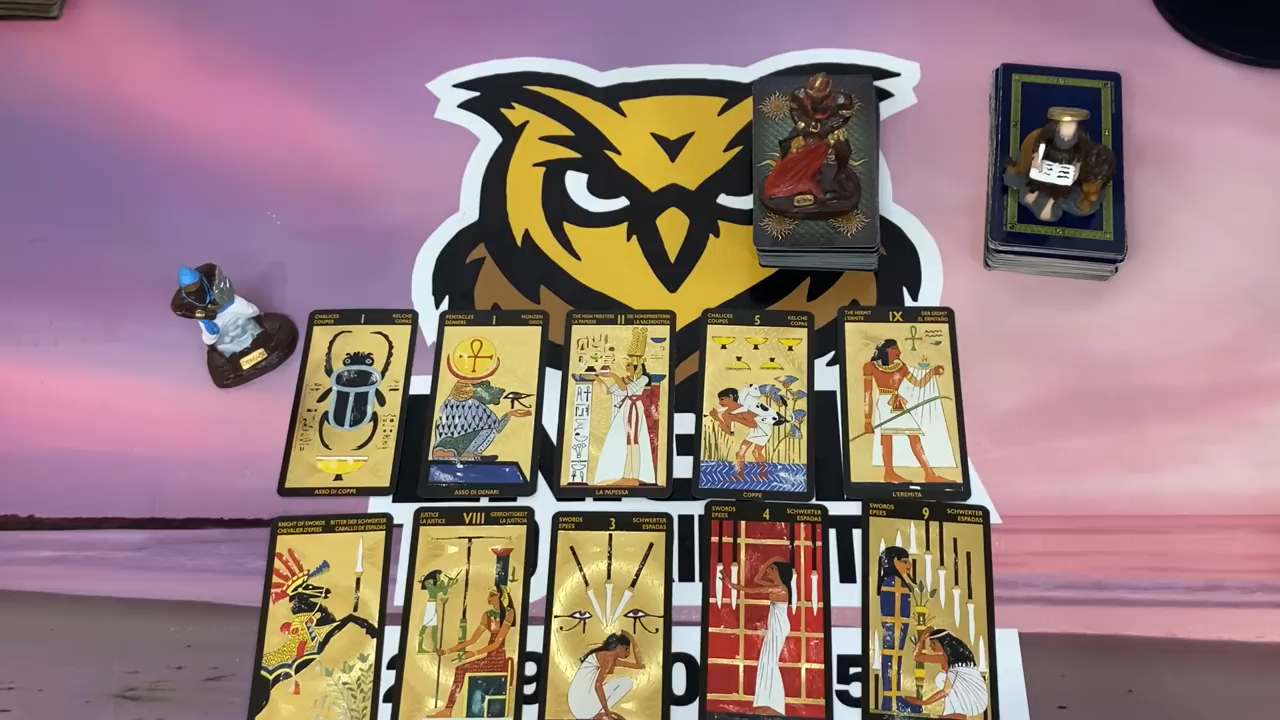 CHALICES I KELCHE
COUPES COPAS
ASSO DI COPPE
PENTACLES I MÜNZEN
DENIERS OROS
ASSO DI DENARI
THE HIGH PRIESTESS II DIE HOHEPRIESTERIN
LA PAPESSE LA SACERDOTISA
LA PAPESSA
CHALICES 5 KELCHE
COUPES COPAS
COPPE
THE HERMIT IX DER EREMIT
L'ERMITE EL ERMITAÑO
L'EREMITA
KNIGHT OF SWORDS RITTER DER SCHWERTER
CHEVALIER D'EPEES CABALLO DE ESPADAS
JUSTICE VIII GERECHTIGKEIT
LA JUSTICE LA JUSTICIA
SWORDS 3 SCHWERTER
EPEES ESPADAS
SWORDS 4 SCHWERTER
EPEES ESPADAS
SWORDS 9 SCHWERTER
EPEES ESPADAS